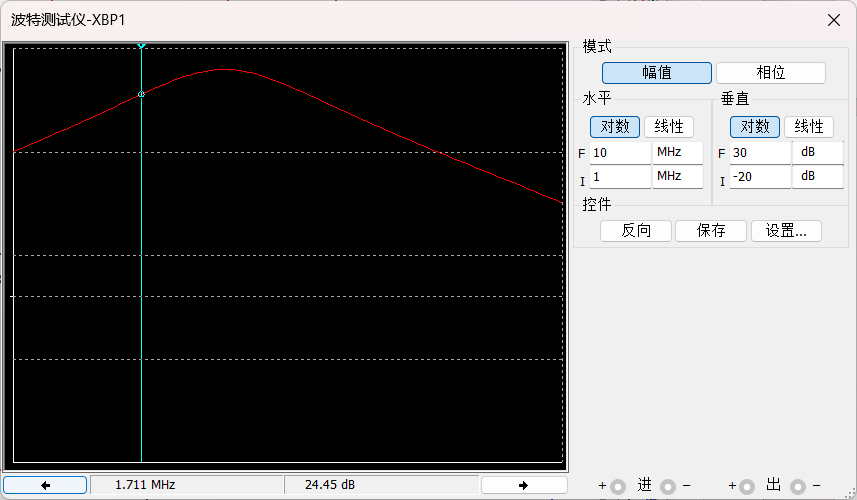 波特测试仪-XBP1
模式
幅值 相位
水平 垂直
对数 线性 对数 线性
F 10 MHz F 30 dB
I 1 MHz I -20 dB
控件
反向 保存 设置...
1.711 MHz 24.45 dB
+ 进 - + 出 -